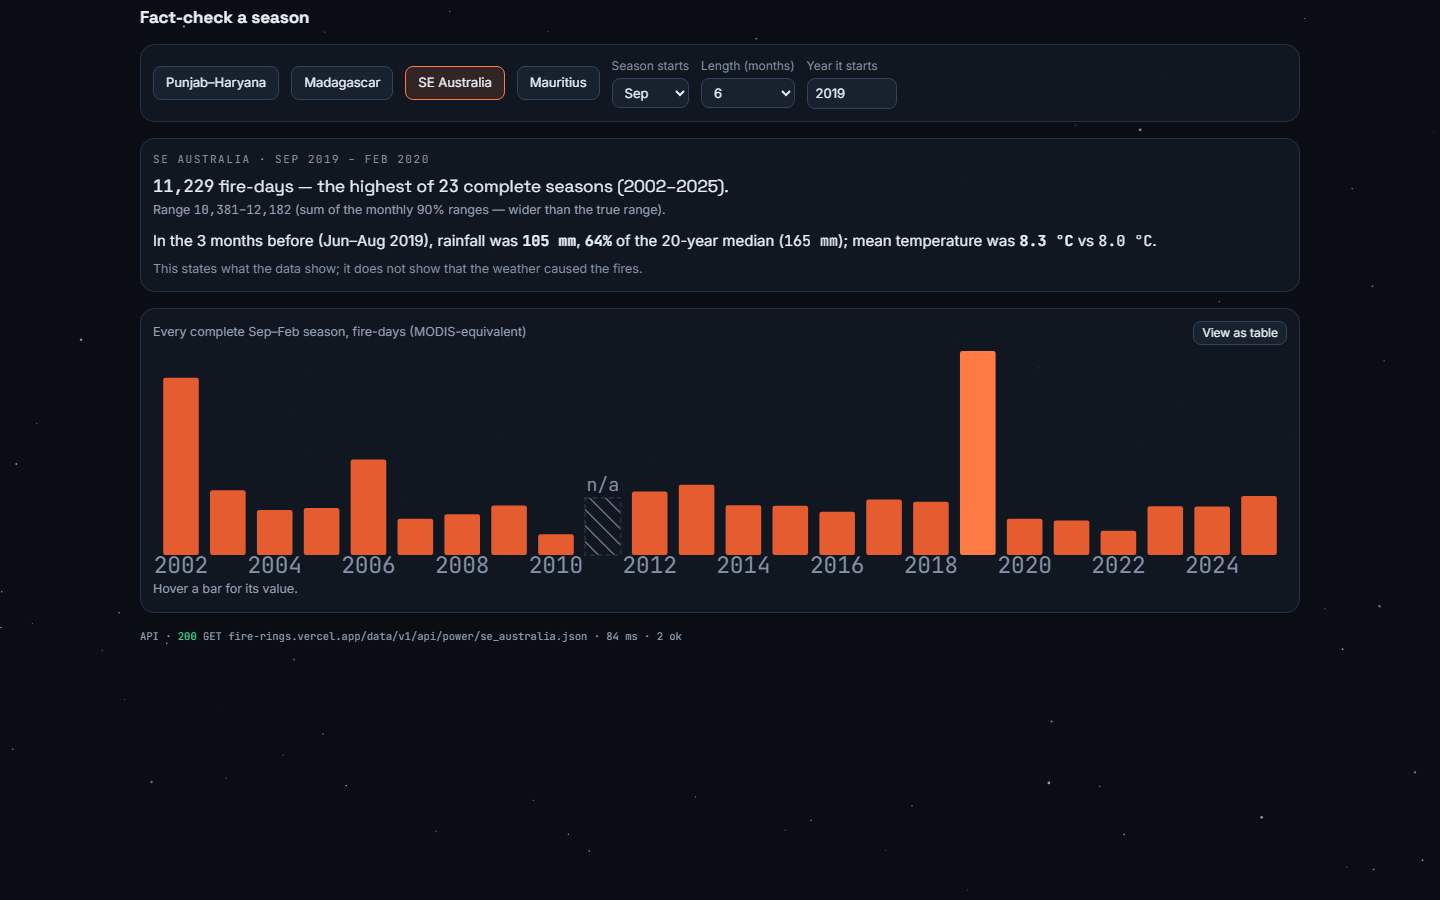 Fact-check a season
Punjab–Haryana
Madagascar
SE Australia
Mauritius
Season starts
Sep
Length (months)
6
Year it starts
2019
SE AUSTRALIA · SEP 2019 – FEB 2020
11,229 fire-days — the highest of 23 complete seasons (2002–2025).
Range 10,381–12,182 (sum of the monthly 90% ranges — wider than the true range).
In the 3 months before (Jun–Aug 2019), rainfall was 105 mm, 64% of the 20-year median (165 mm); mean temperature was 8.3 °C vs 8.0 °C.
This states what the data show; it does not show that the weather caused the fires.
Every complete Sep–Feb season, fire-days (MODIS-equivalent)
View as table
n/a
2002 2004 2006 2008 2010 2012 2014 2016 2018 2020 2022 2024
Hover a bar for its value.
API · 200 GET fire-rings.vercel.app/data/v1/api/power/se_australia.json · 84 ms · 2 ok